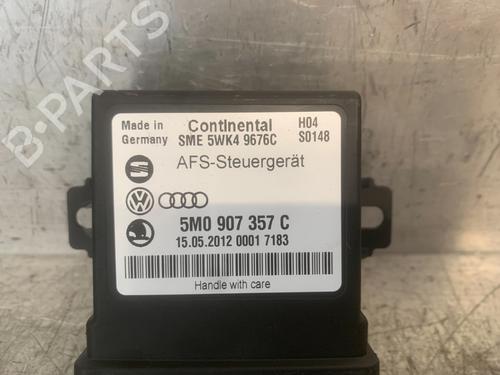 Made in Germany
Continental
SME 5WK4 9676C
H04
S0148
AFS-Steuergerät
5M0 907 357 C
15.05.2012 0001 7183
Handle with care